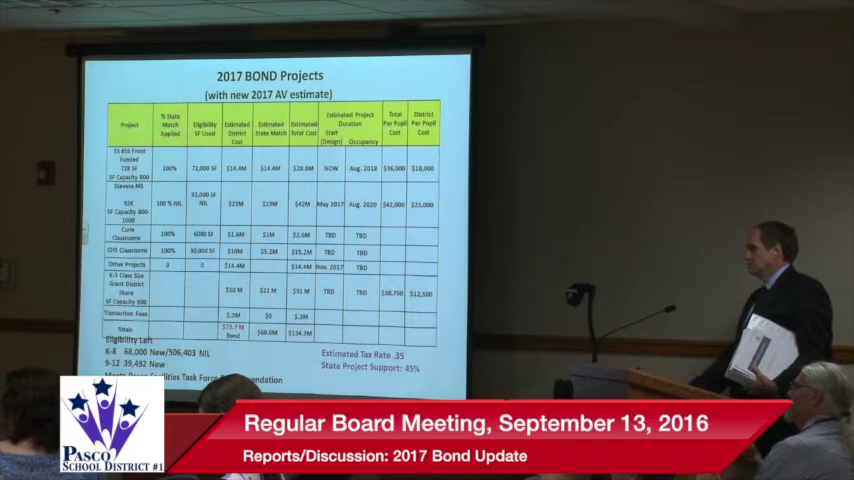 2017 BOND Projects
(with new 2017 AV estimate)
Project % State Match Applied Eligibility SF Used Estimated District Cost Estimated State Match Estimated Total Cost Estimated Project Duration Start (Design) Occupancy Total Per Pupil Cost District Per Pupil Cost
ES #16 Front Funded 72K SF SF Capacity 800 100% 72,000 SF $14.4M $14.4M $28.8M NOW Aug. 2018 $36,000 $18,000
Stevens MS 92K SF Capacity 800-1000 100 % NIL 92,000 SF NIL $23M $19M $42M May 2017 Aug. 2020 $42,000 $23,000
Curie Classrooms 100% 6000 SF $1.6M $1M $2.6M TBD TBD
CHS Classrooms 100% 30,000 SF $10M $5.2M $15.2M TBD TBD
Other Projects 0 0 $14.4M $14.4M Nov. 2017 TBD
K-3 Class Size Grant District Share SF Capacity 800 $10 M $21 M $31 M TBD TBD $38,750 $12,500
Transaction Fees $.3M $0 $.3M
Totals $73.7 M Bond $60.6M $134.3M
Eligibility Left
K-8 68,000 New/506,403 NIL
9-12 39,492 New
Facilities Task Force
Estimated Tax Rate .35
State Project Support: 45%
PASCO
SCHOOL DISTRICT #1
Regular Board Meeting, September 13, 2016
Reports/Discussion: 2017 Bond Update